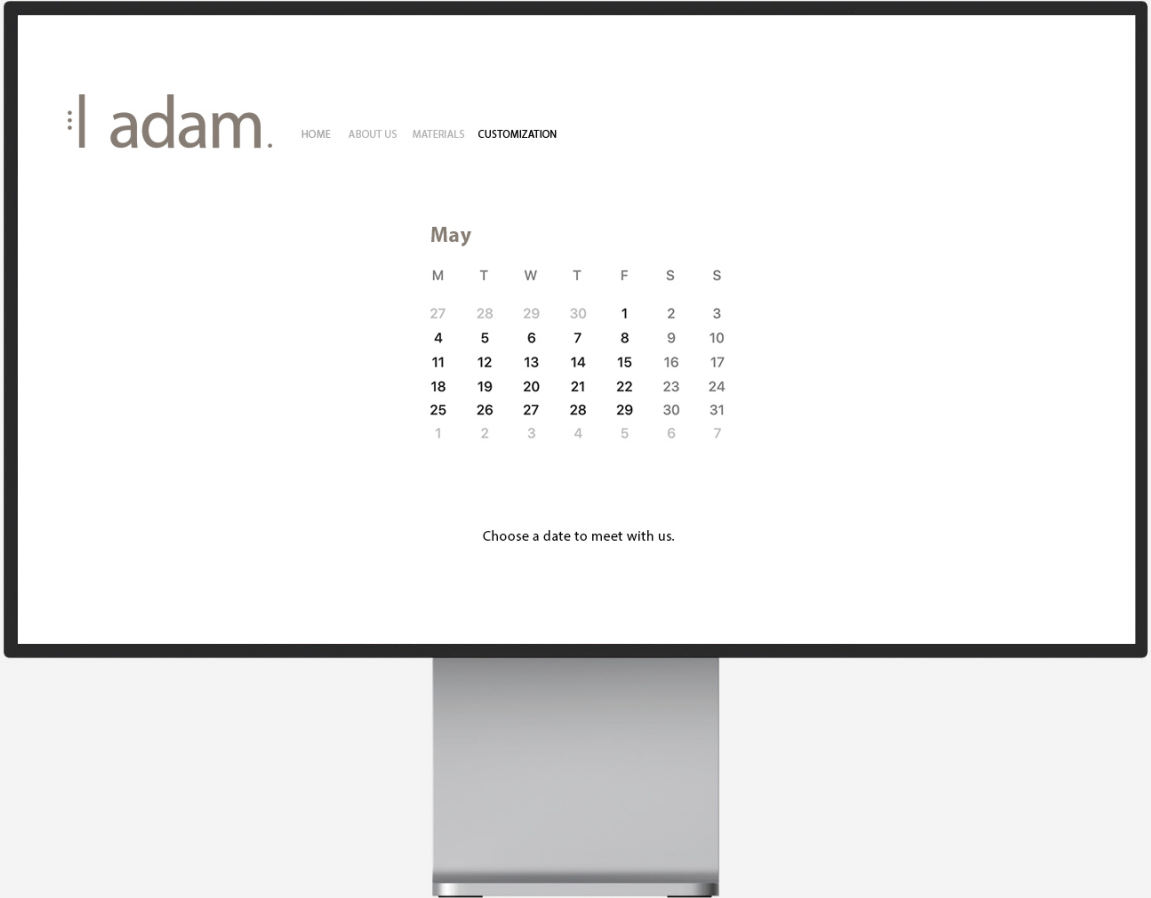 adam.
HOME ABOUT US MATERIALS CUSTOMIZATION
May
M T W T F S S
27 28 29 30 1 2 3
4 5 6 7 8 9 10
11 12 13 14 15 16 17
18 19 20 21 22 23 24
25 26 27 28 29 30 31
1 2 3 4 5 6 7
Choose a date to meet with us.